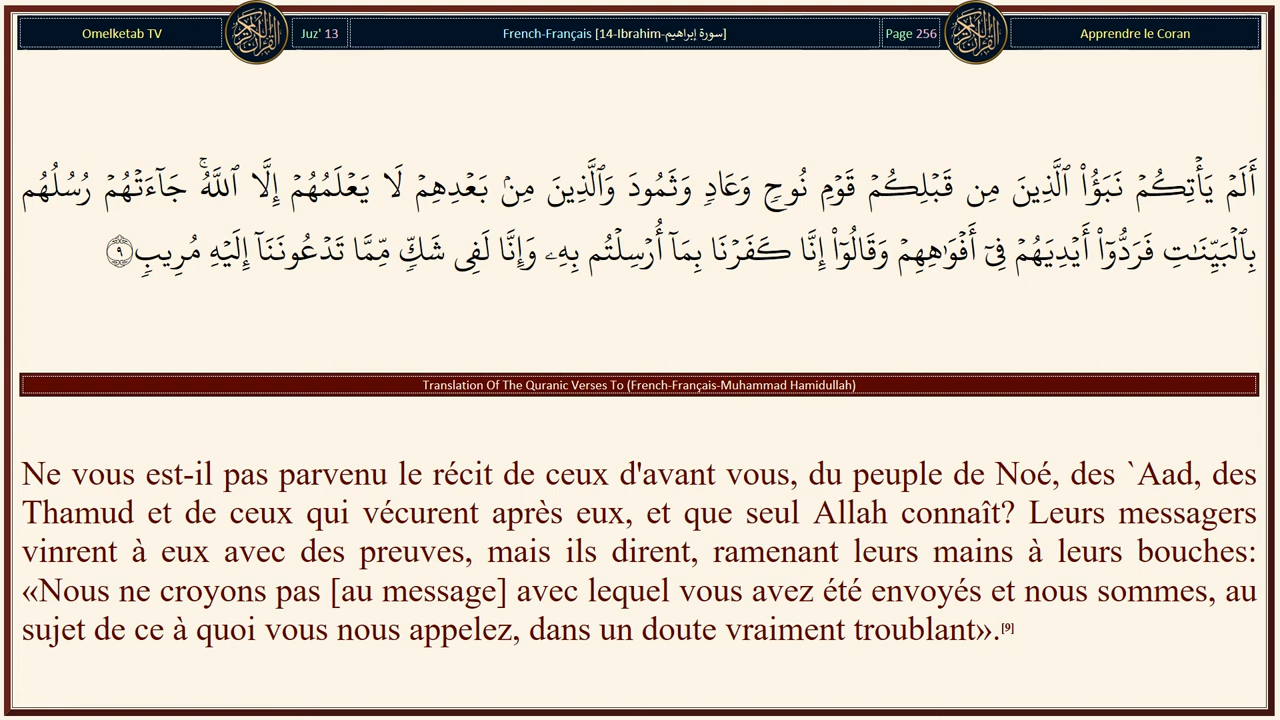 Omelketab TV
Juz' 13
French-Français [14-Ibrahim-سورة إبراهيم]
Page 256
Apprendre le Coran
أَلَمۡ يَأۡتِكُمۡ نَبَؤُاْ ٱلَّذِينَ مِن قَبۡلِكُمۡ قَوۡمِ نُوحٖ وَعَادٖ وَثَمُودَ وَٱلَّذِينَ مِنۢ بَعۡدِهِمۡ لَا يَعۡلَمُهُمۡ إِلَّا ٱللَّهُۚ جَآءَتۡهُمۡ رُسُلُهُم
بِٱلۡبَيِّنَٰتِ فَرَدُّوٓاْ أَيۡدِيَهُمۡ فِيٓ أَفۡوَٰهِهِمۡ وَقَالُوٓاْ إِنَّا كَفَرۡنَا بِمَآ أُرۡسِلۡتُم بِهِۦ وَإِنَّا لَفِي شَكّٖ مِّمَّا تَدۡعُونَنَآ إِلَيۡهِ مُرِيبٖ ٩
Translation Of The Quranic Verses To (French-Français-Muhammad Hamidullah)
Ne vous est-il pas parvenu le récit de ceux d'avant vous, du peuple de Noé, des `Aad, des
Thamud et de ceux qui vécurent après eux, et que seul Allah connaît? Leurs messagers
vinrent à eux avec des preuves, mais ils dirent, ramenant leurs mains à leurs bouches:
«Nous ne croyons pas [au message] avec lequel vous avez été envoyés et nous sommes, au
sujet de ce à quoi vous nous appelez, dans un doute vraiment troublant».[9]